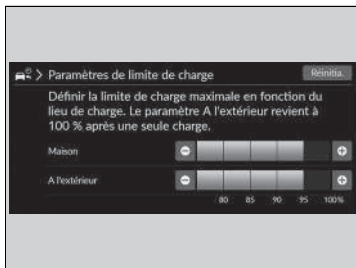 > Paramètres de limite de charge
Réinitia.
Définir la limite de charge maximale en fonction du
lieu de charge. Le paramètre A l'extérieur revient à
100 % après une seule charge.
Maison
A l'extérieur
80 85 90 95 100%